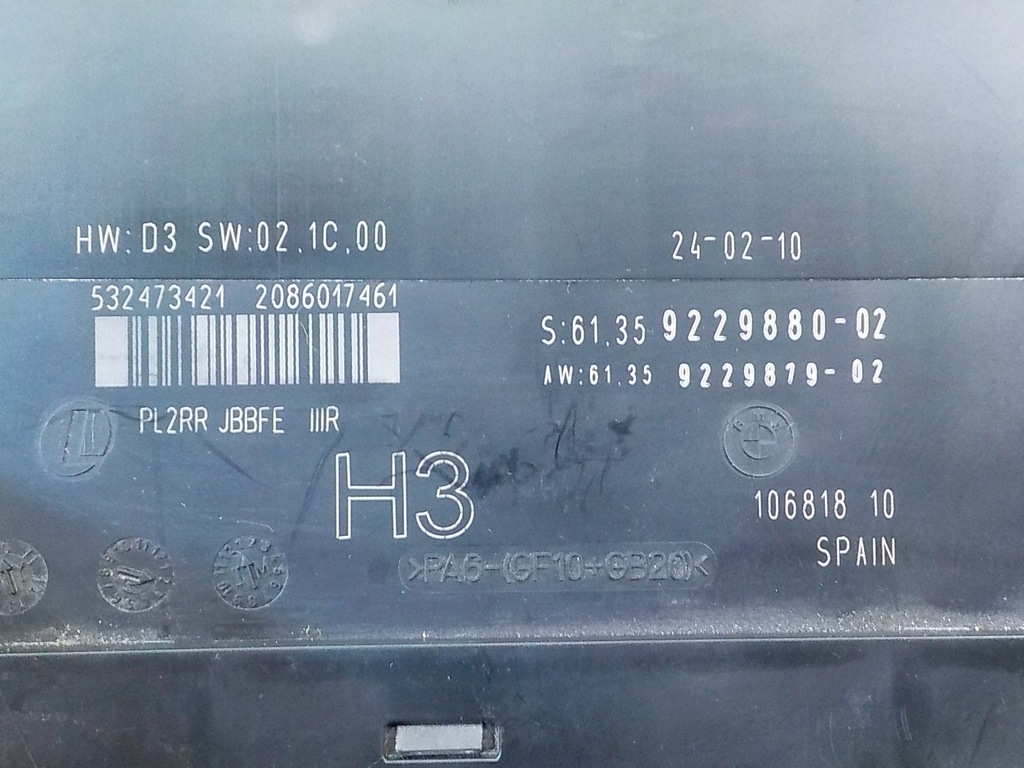 HW: D3 SW:02.1C.00
24-02-10
532473421 2086017461
S:61.35 9229880-02
AW:61.35 9229879-02
PL2RR JBBFE IIIR
BMW
H3
106818 10
SPAIN
>PA6-(GF10+GB20)<